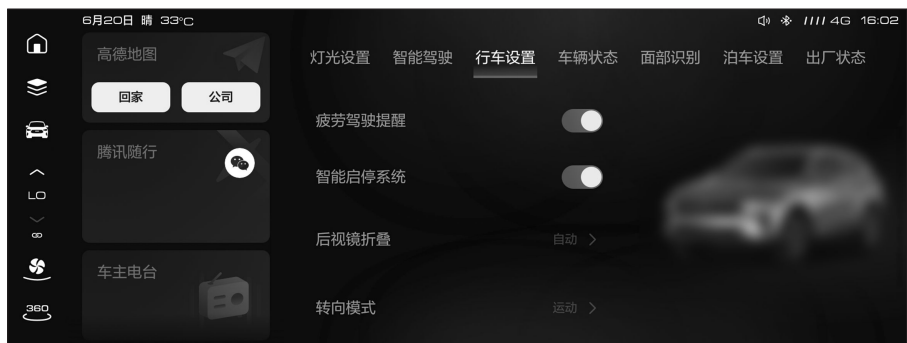 6月20日 晴 33°C
4G 16:02
高德地图
回家 公司
腾讯随行
车主电台
LO
360
灯光设置 智能驾驶 行车设置 车辆状态 面部识别 泊车设置 出厂状态
疲劳驾驶提醒
智能启停系统
后视镜折叠 自动
转向模式 运动